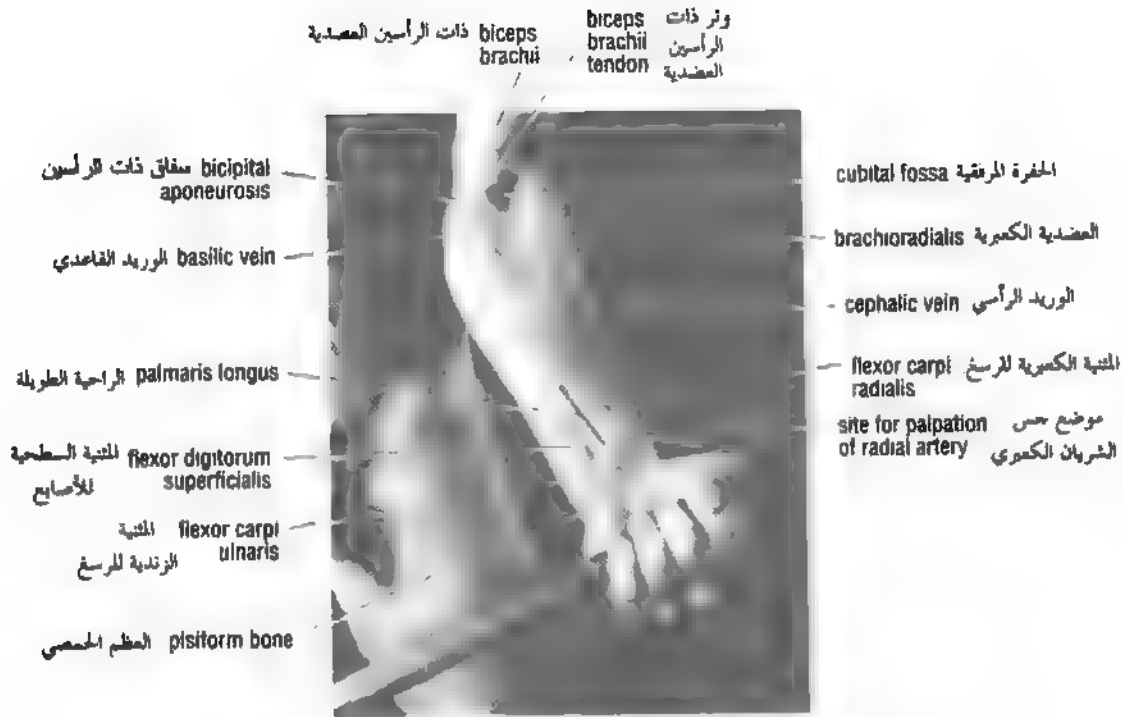 ذات الرأسين العضدية biceps
brachii
biceps وتر ذات
brachii الرأسين
tendon العضدية
سفاق ذات الرأسين bicipital
aponeurosis
الوريد القاعدي basilic vein
الراحية الطويلة palmaris longus
المثنية السطحية flexor digitorum
للأصابع superficialis
المثنية flexor carpi
الزندية للرسغ ulnaris
العظم الحمصي pisiform bone
cubital fossa الحفرة المرفقية
brachioradialis العضدية الكعبرية
cephalic vein الوريد الرأسي
flexor carpi المثنية الكعبرية للرسغ
radialis
site for palpation موضع جس
of radial artery الشريان الكعبري